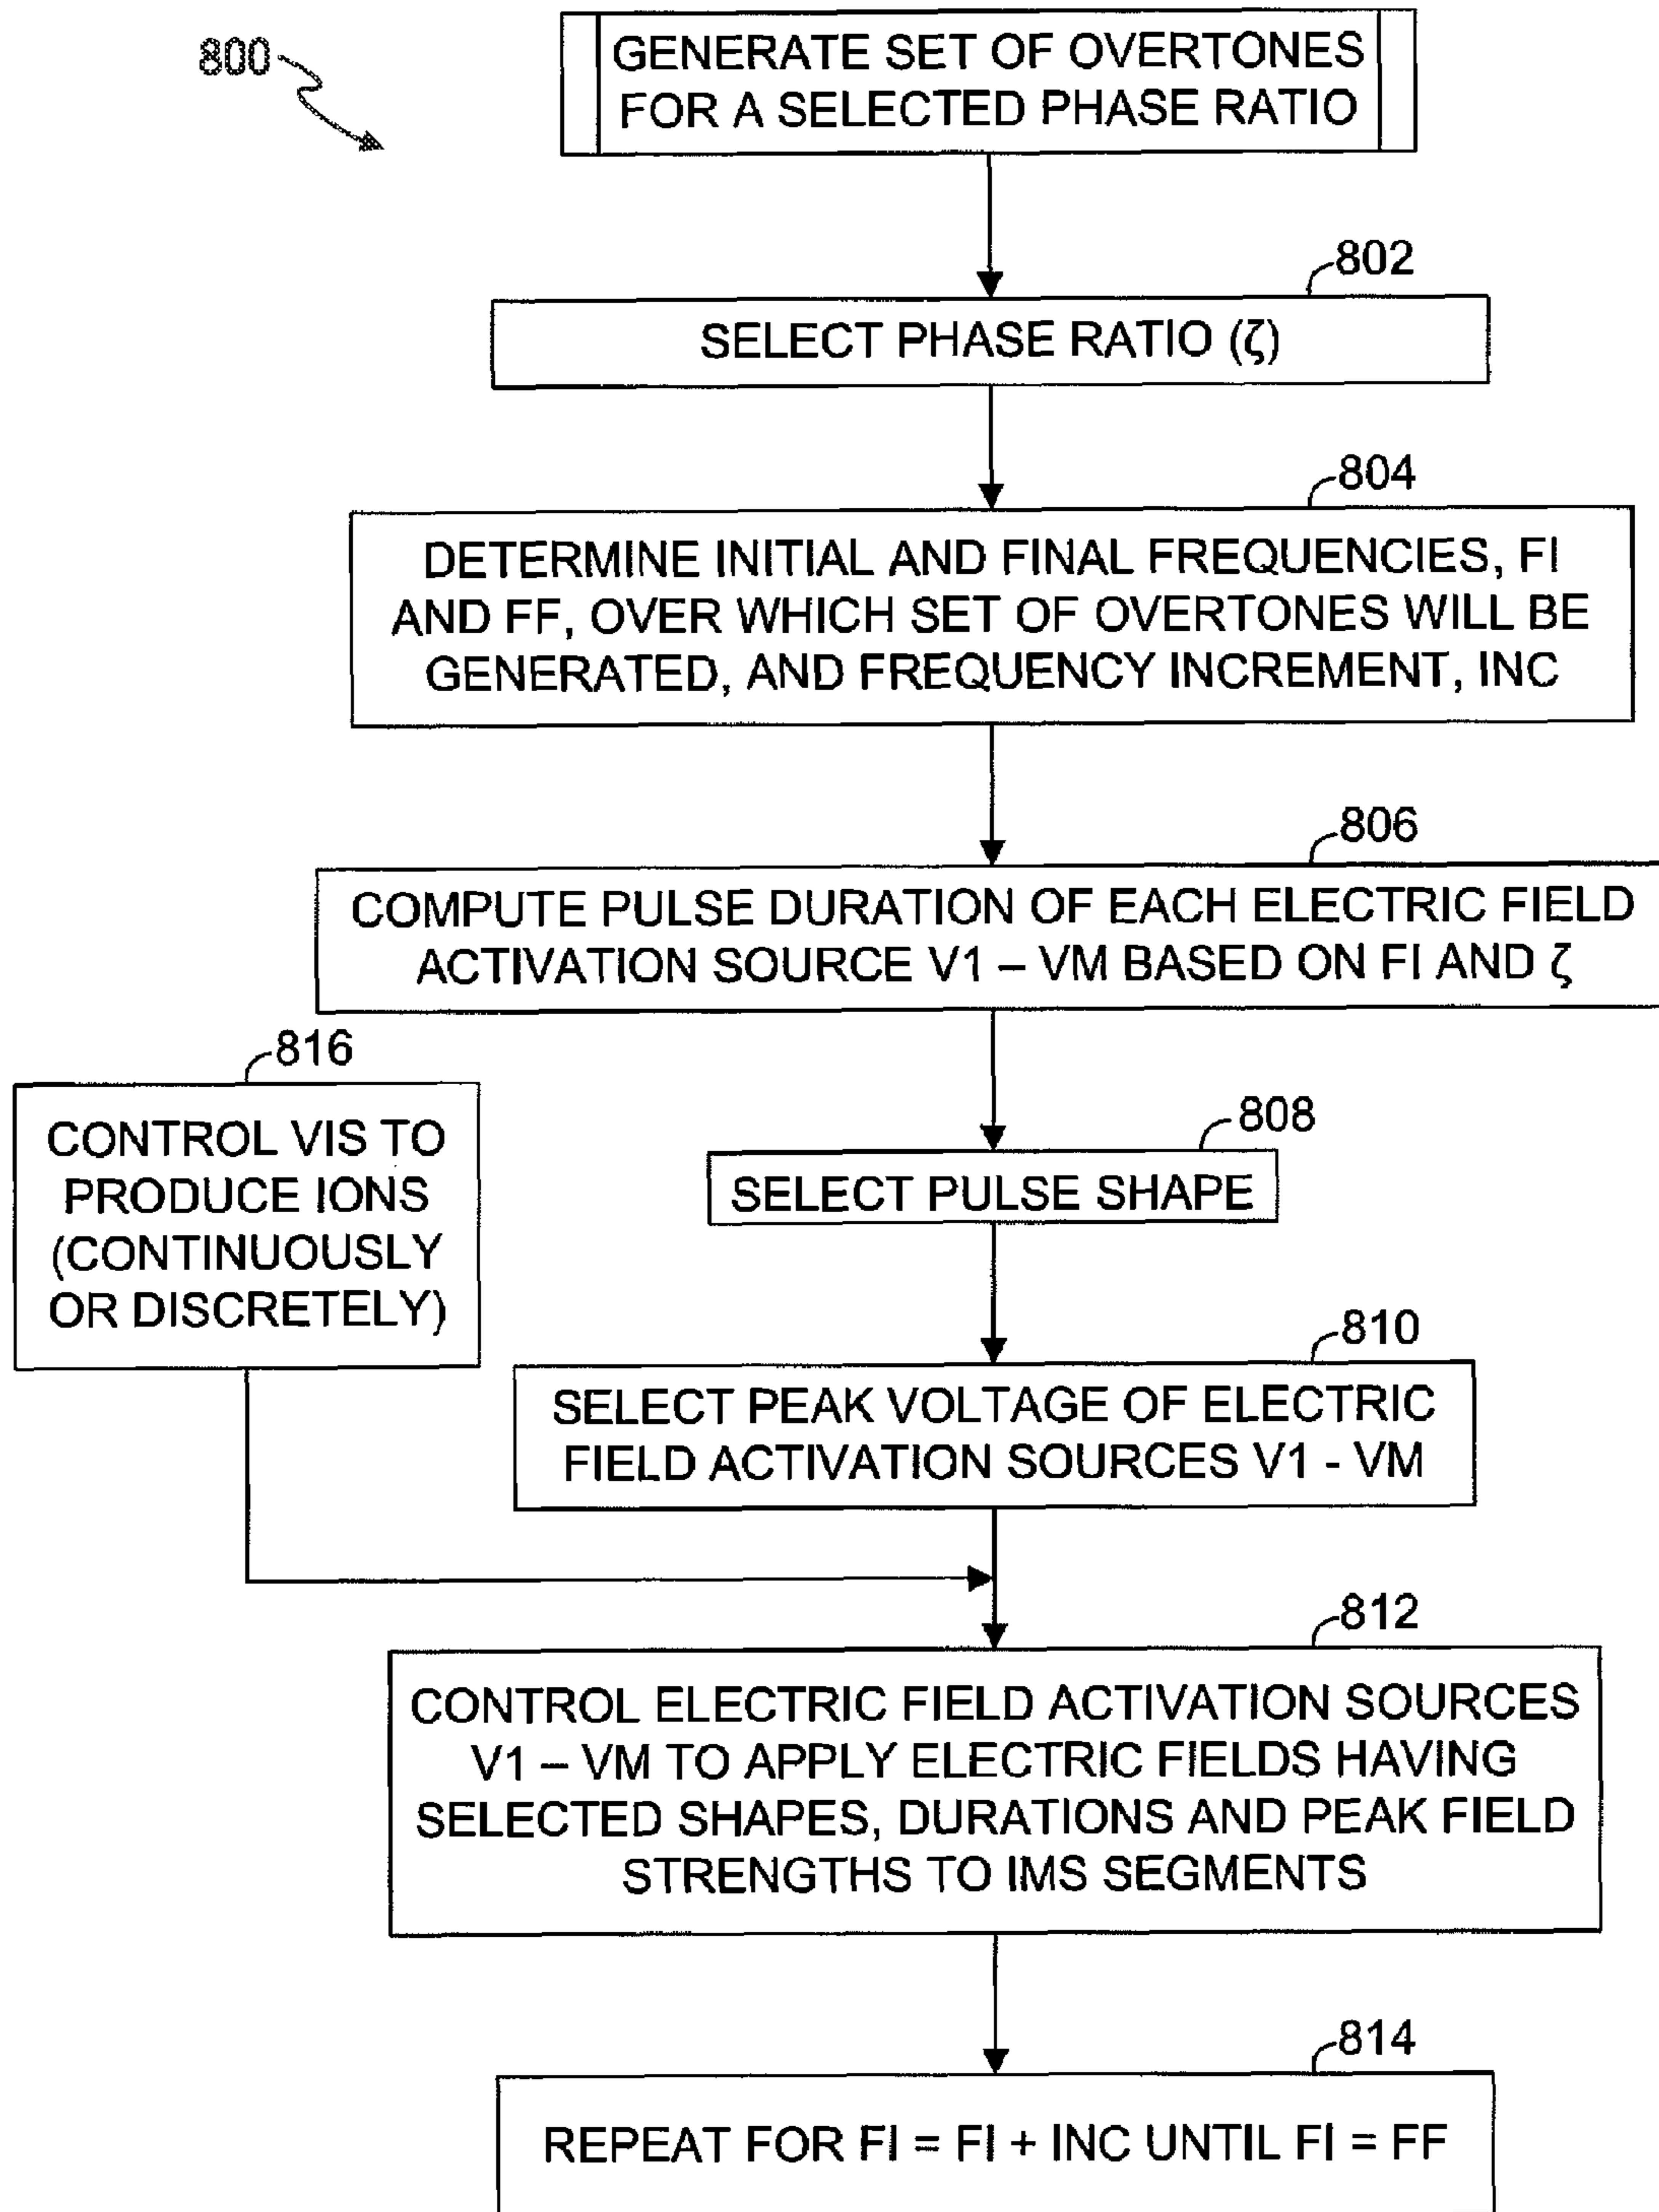 800
GENERATE SET OF OVERTONES
FOR A SELECTED PHASE RATIO
802
SELECT PHASE RATIO (ζ)
804
DETERMINE INITIAL AND FINAL FREQUENCIES, FI
AND FF, OVER WHICH SET OF OVERTONES WILL BE
GENERATED, AND FREQUENCY INCREMENT, INC
806
COMPUTE PULSE DURATION OF EACH ELECTRIC FIELD
ACTIVATION SOURCE V1 – VM BASED ON FI AND ζ
816
CONTROL VIS TO
PRODUCE IONS
(CONTINUOUSLY
OR DISCRETELY)
808
SELECT PULSE SHAPE
810
SELECT PEAK VOLTAGE OF ELECTRIC
FIELD ACTIVATION SOURCES V1 - VM
812
CONTROL ELECTRIC FIELD ACTIVATION SOURCES
V1 – VM TO APPLY ELECTRIC FIELDS HAVING
SELECTED SHAPES, DURATIONS AND PEAK FIELD
STRENGTHS TO IMS SEGMENTS
814
REPEAT FOR FI = FI + INC UNTIL FI = FF